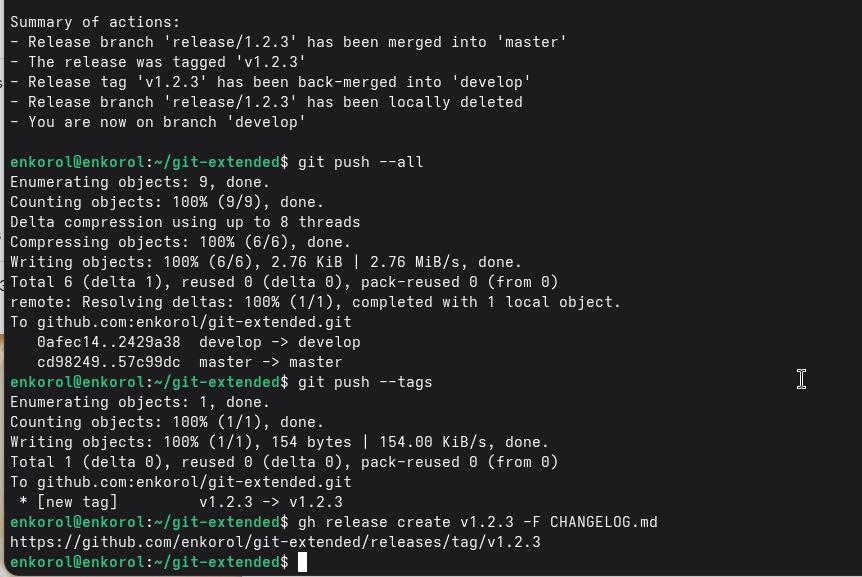 Summary of actions:
- Release branch 'release/1.2.3' has been merged into 'master'
- The release was tagged 'v1.2.3'
- Release tag 'v1.2.3' has been back-merged into 'develop'
- Release branch 'release/1.2.3' has been locally deleted
- You are now on branch 'develop'

enkorol@enkorol:~/git-extended$ git push --all
Enumerating objects: 9, done.
Counting objects: 100% (9/9), done.
Delta compression using up to 8 threads
Compressing objects: 100% (6/6), done.
Writing objects: 100% (6/6), 2.76 KiB | 2.76 MiB/s, done.
Total 6 (delta 1), reused 0 (delta 0), pack-reused 0 (from 0)
remote: Resolving deltas: 100% (1/1), completed with 1 local object.
To github.com:enkorol/git-extended.git
   0afec14..2429a38  develop -> develop
   cd98249..57c99dc  master -> master
enkorol@enkorol:~/git-extended$ git push --tags
Enumerating objects: 1, done.
Counting objects: 100% (1/1), done.
Writing objects: 100% (1/1), 154 bytes | 154.00 KiB/s, done.
Total 1 (delta 0), reused 0 (delta 0), pack-reused 0 (from 0)
To github.com:enkorol/git-extended.git
 * [new tag]         v1.2.3 -> v1.2.3
enkorol@enkorol:~/git-extended$ gh release create v1.2.3 -F CHANGELOG.md
https://github.com/enkorol/git-extended/releases/tag/v1.2.3
enkorol@enkorol:~/git-extended$